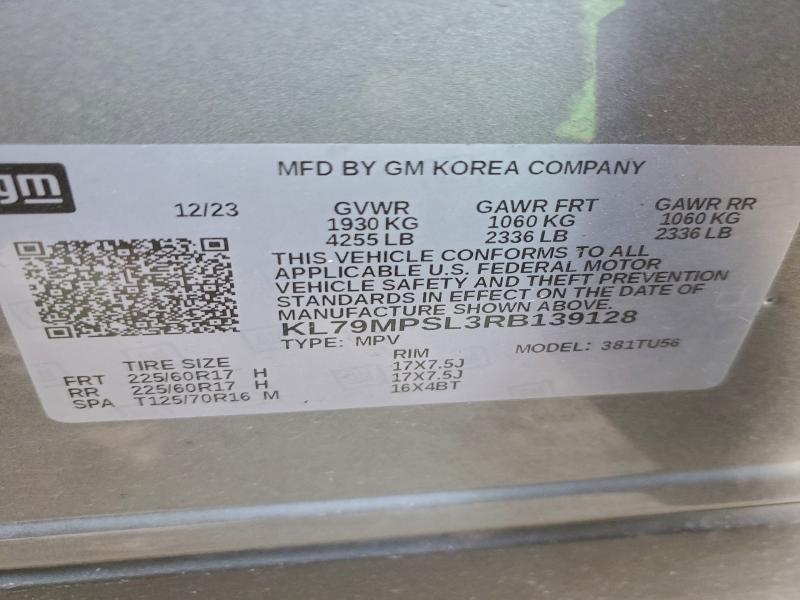 gm
MFD BY GM KOREA COMPANY
12/23 GVWR GAWR FRT GAWR RR
1930 KG 1060 KG 1060 KG
4255 LB 2336 LB 2336 LB
THIS VEHICLE CONFORMS TO ALL
APPLICABLE U.S. FEDERAL MOTOR
VEHICLE SAFETY AND THEFT PREVENTION
STANDARDS IN EFFECT ON THE DATE OF
MANUFACTURE SHOWN ABOVE.
KL79MPSL3RB139128
TYPE: MPV MODEL: 381TU56
TIRE SIZE RIM
FRT 225/60R17 H 17X7.5J
RR 225/60R17 H 17X7.5J
SPA T125/70R16 M 16X4BT